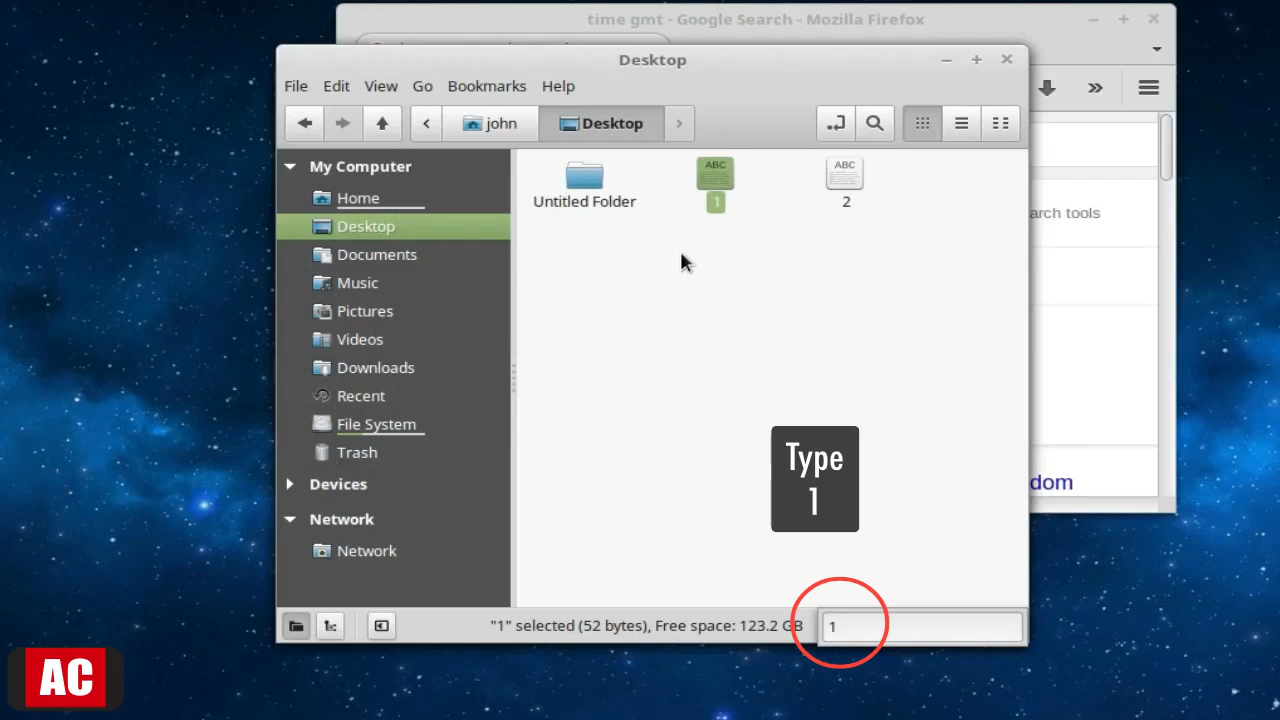 time gmt - Google Search - Mozilla Firefox
Desktop
File Edit View Go Bookmarks Help
john
Desktop
My Computer
Home
Desktop
Documents
Music
Pictures
Videos
Downloads
Recent
File System
Trash
Devices
Network
Network
Untitled Folder
ABC
1
ABC
2
arch tools
dom
Type
1
"1" selected (52 bytes), Free space: 123.2 GB
1
AC